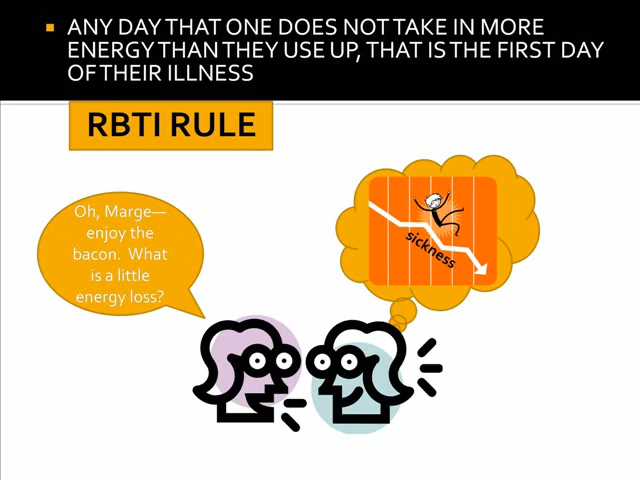 ANY DAY THAT ONE DOES NOT TAKE IN MORE
ENERGY THAN THEY USE UP, THAT IS THE FIRST DAY
OF THEIR ILLNESS
RBTI RULE
Oh, Marge—
enjoy the
bacon. What
is a little
energy loss?
sickness